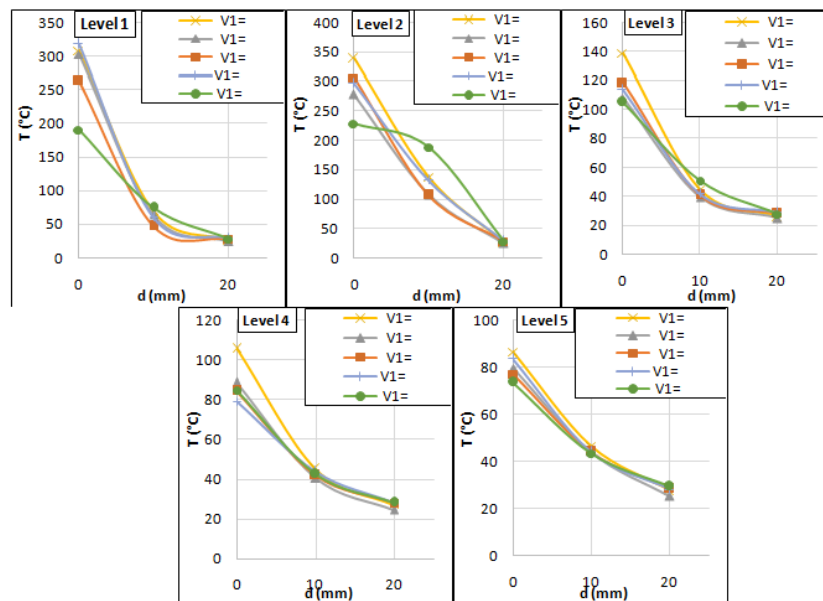 Level 1
V1=
V1=
V1=
V1=
V1=
T (°C)
350
300
250
200
150
100
50
0
0 10 20
d (mm)
Level 2
V1=
V1=
V1=
V1=
V1=
T (°C)
400
350
300
250
200
150
100
50
0
0 10 20
d (mm)
Level 3
V1=
V1=
V1=
V1=
V1=
T (°C)
160
140
120
100
80
60
40
20
0
0 10 20
d (mm)
Level 4
V1=
V1=
V1=
V1=
V1=
T (°C)
120
100
80
60
40
20
0
0 10 20
d (mm)
Level 5
V1=
V1=
V1=
V1=
V1=
T (°C)
100
80
60
40
20
0
0 10 20
d (mm)